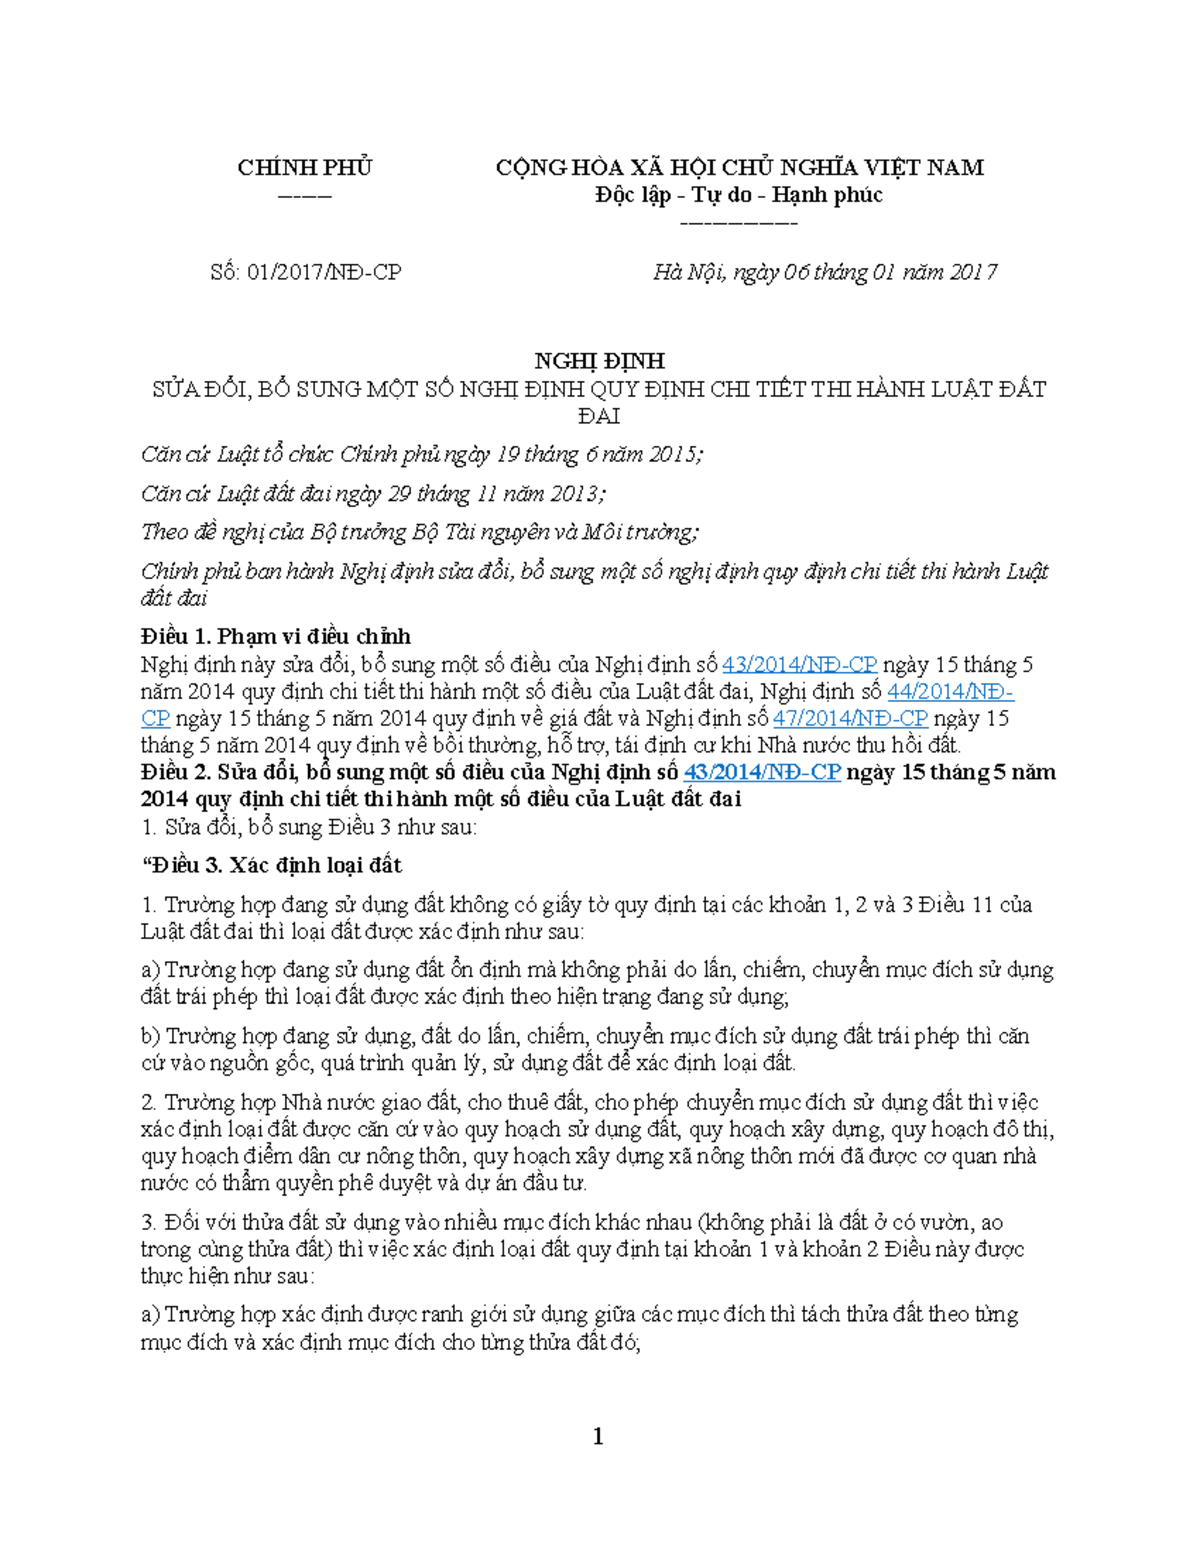 CHÍNH PHỦ
-------
CỘNG HÒA XÃ HỘI CHỦ NGHĨA VIỆT NAM
Độc lập - Tự do - Hạnh phúc
---------------
Số: 01/2017/NĐ-CP
Hà Nội, ngày 06 tháng 01 năm 2017
NGHỊ ĐỊNH
SỬA ĐỔI, BỔ SUNG MỘT SỐ NGHỊ ĐỊNH QUY ĐỊNH CHI TIẾT THI HÀNH LUẬT ĐẤT
ĐAI
Căn cứ Luật tổ chức Chính phủ ngày 19 tháng 6 năm 2015;
Căn cứ Luật đất đai ngày 29 tháng 11 năm 2013;
Theo đề nghị của Bộ trưởng Bộ Tài nguyên và Môi trường;
Chính phủ ban hành Nghị định sửa đổi, bổ sung một số nghị định quy định chi tiết thi hành Luật
đất đai
Điều 1. Phạm vi điều chỉnh
Nghị định này sửa đổi, bổ sung một số điều của Nghị định số 43/2014/NĐ-CP ngày 15 tháng 5
năm 2014 quy định chi tiết thi hành một số điều của Luật đất đai, Nghị định số 44/2014/NĐ-
CP ngày 15 tháng 5 năm 2014 quy định về giá đất và Nghị định số 47/2014/NĐ-CP ngày 15
tháng 5 năm 2014 quy định về bồi thường, hỗ trợ, tái định cư khi Nhà nước thu hồi đất.
Điều 2. Sửa đổi, bổ sung một số điều của Nghị định số 43/2014/NĐ-CP ngày 15 tháng 5 năm
2014 quy định chi tiết thi hành một số điều của Luật đất đai
1. Sửa đổi, bổ sung Điều 3 như sau:
“Điều 3. Xác định loại đất
1. Trường hợp đang sử dụng đất không có giấy tờ quy định tại các khoản 1, 2 và 3 Điều 11 của
Luật đất đai thì loại đất được xác định như sau:
a) Trường hợp đang sử dụng đất ổn định mà không phải do lấn, chiếm, chuyển mục đích sử dụng
đất trái phép thì loại đất được xác định theo hiện trạng đang sử dụng;
b) Trường hợp đang sử dụng, đất do lấn, chiếm, chuyển mục đích sử dụng đất trái phép thì căn
cứ vào nguồn gốc, quá trình quản lý, sử dụng đất để xác định loại đất.
2. Trường hợp Nhà nước giao đất, cho thuê đất, cho phép chuyển mục đích sử dụng đất thì việc
xác định loại đất được căn cứ vào quy hoạch sử dụng đất, quy hoạch xây dựng, quy hoạch đô thị,
quy hoạch điểm dân cư nông thôn, quy hoạch xây dựng xã nông thôn mới đã được cơ quan nhà
nước có thẩm quyền phê duyệt và dự án đầu tư.
3. Đối với thửa đất sử dụng vào nhiều mục đích khác nhau (không phải là đất ở có vườn, ao
trong cùng thửa đất) thì việc xác định loại đất quy định tại khoản 1 và khoản 2 Điều này được
thực hiện như sau:
a) Trường hợp xác định được ranh giới sử dụng giữa các mục đích thì tách thửa đất theo từng
mục đích và xác định mục đích cho từng thửa đất đó;
1